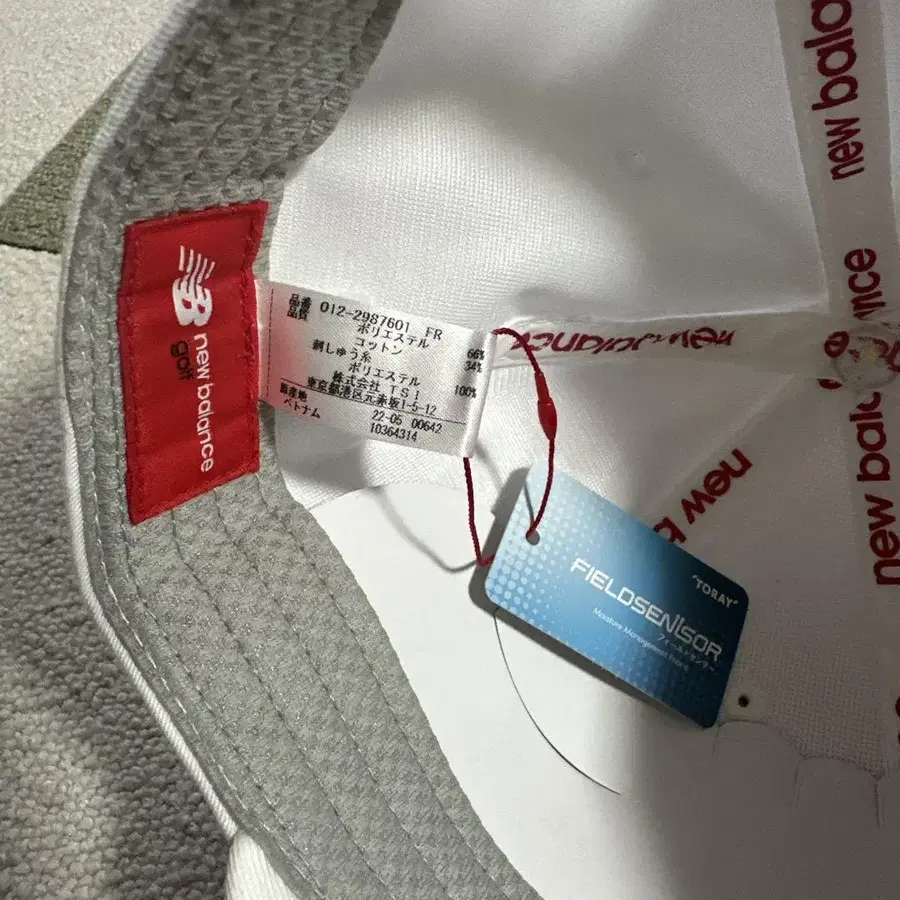 new balance
golf
品番 012-2987601 FR
品質 ポリエステル 66%
コットン 34%
刺しゅう糸
ポリエステル 100%
株式会社 TSI
東京都港区元赤坂1-5-12
原産地 22-05 00642
ベトナム 10364314
'TORAY'
FIELDSENSOR
フィールドセンサー
Moisture Management Fabric
new balance
new balance
new bala
new bala
new b